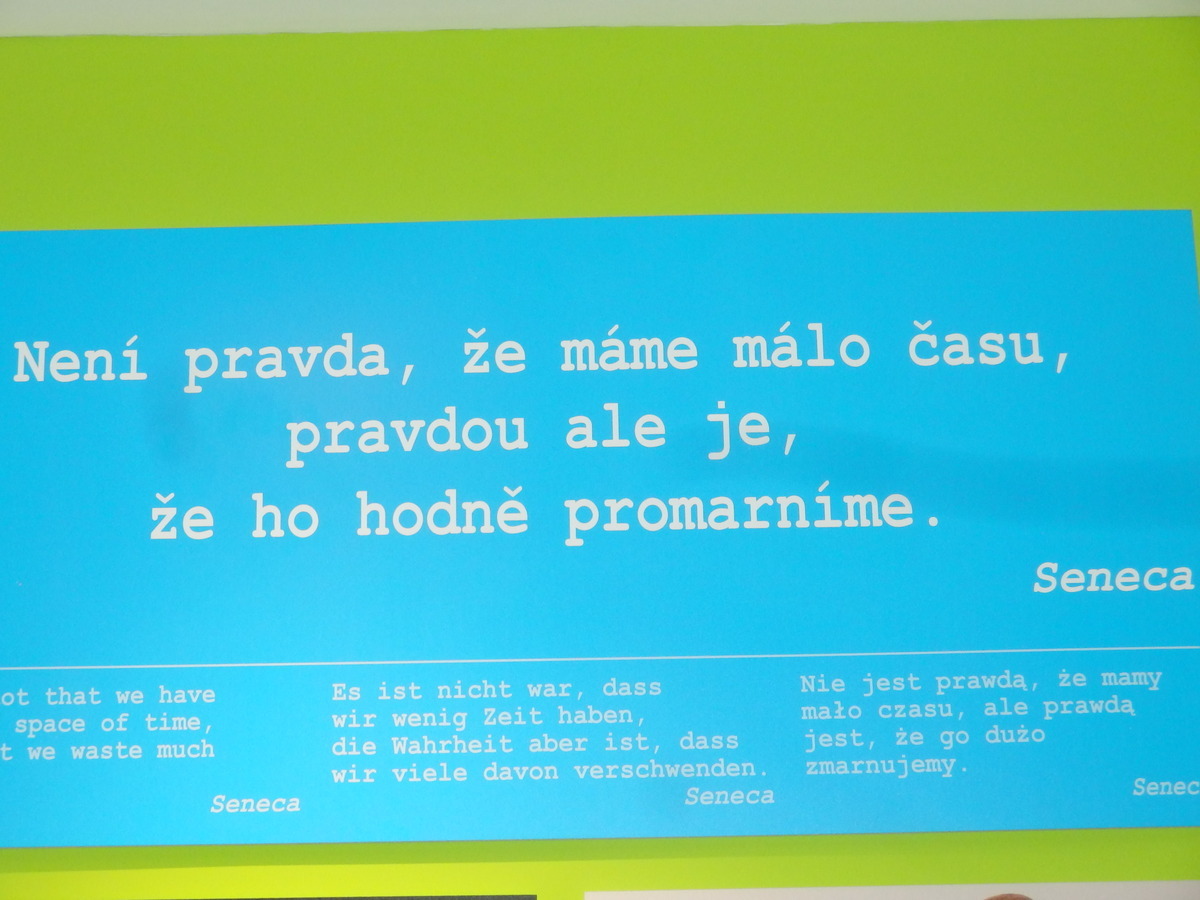 Není pravda, že máme málo času,
pravdou ale je,
že ho hodně promarníme.
Seneca
that we have
space of time,
we waste much
Seneca
Es ist nicht war, dass
wir wenig Zeit haben,
die Wahrheit aber ist, dass
wir viele davon verschwenden.
Seneca
Nie jest prawdą, że mamy
mało czasu, ale prawdą
jest, że go dużo
zmarnujemy.